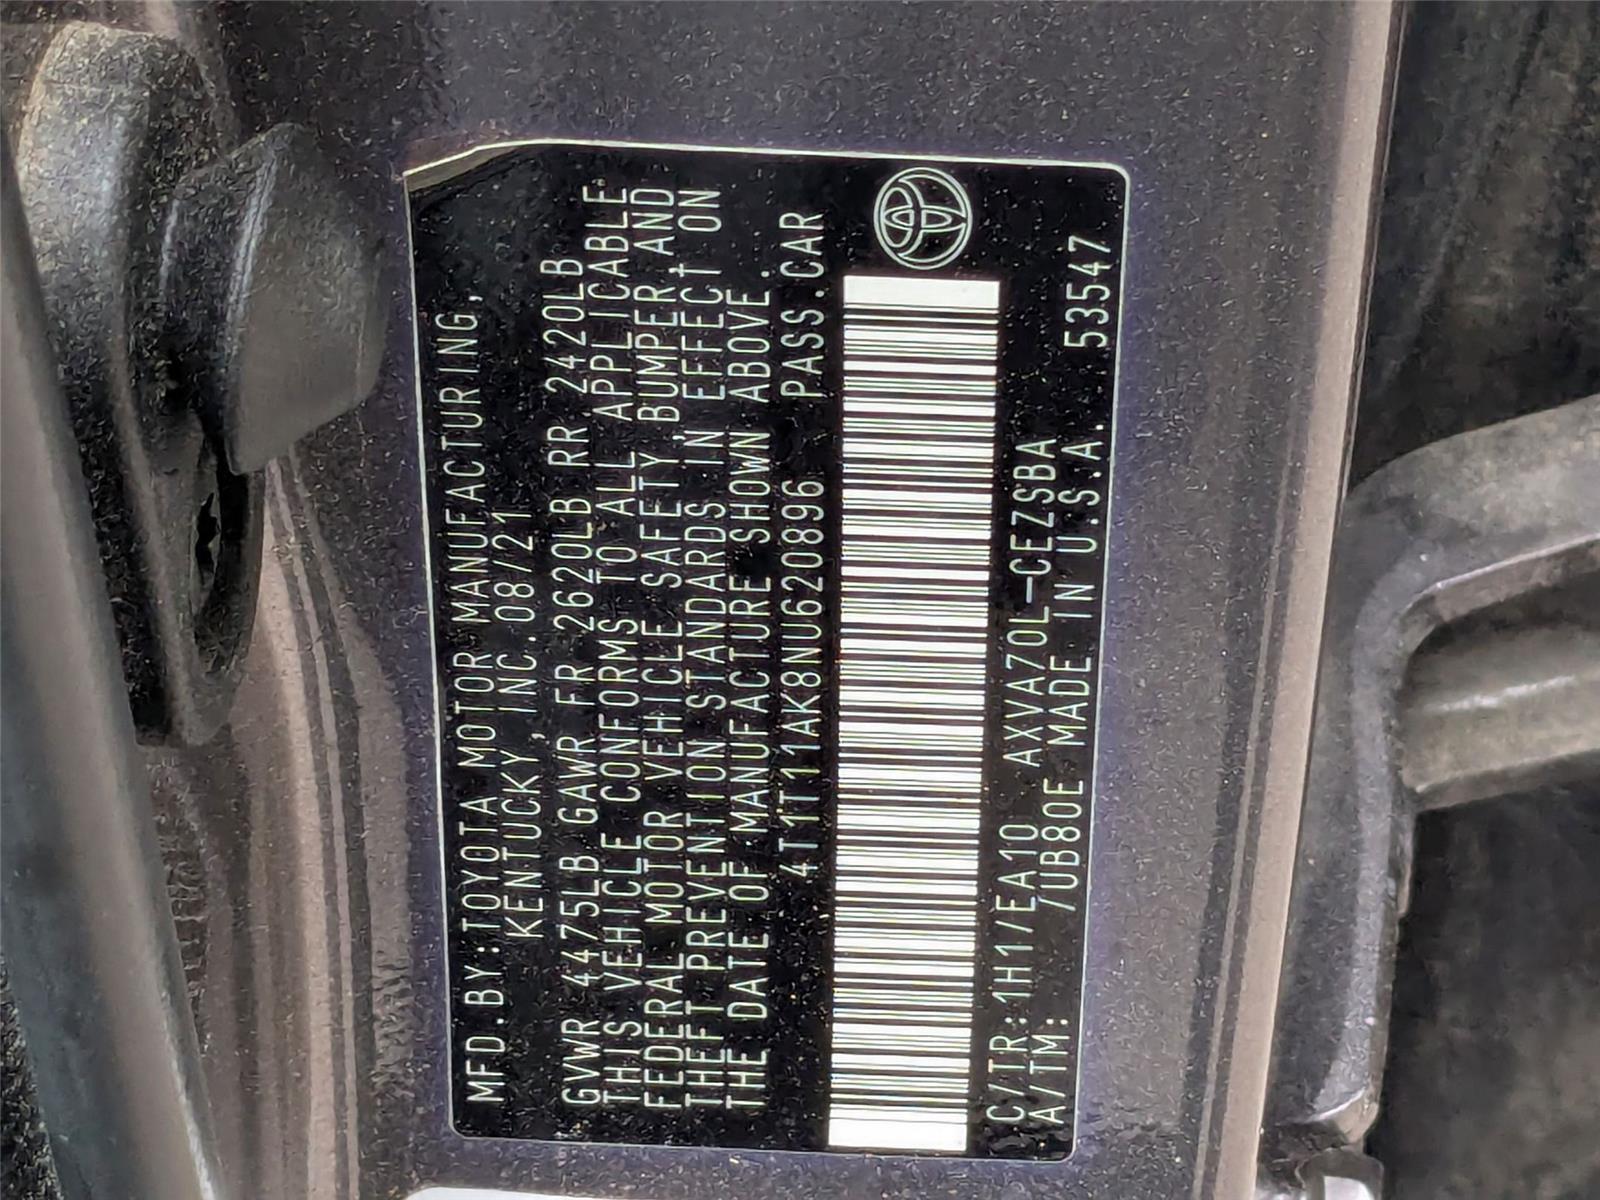 MFD.BY:TOYOTA MOTOR MANUFACTURING,
KENTUCKY, INC.08/21
GVWR 4475LB GAWR FR 2620LB RR 2420LB
THIS VEHICLE CONFORMS TO ALL APPLICABLE
FEDERAL MOTOR VEHICLE SAFETY, BUMPER, AND
THEFT PREVENTION STANDARDS IN EFFECT ON
THE DATE OF MANUFACTURE SHOWN ABOVE.
4T1T11AK8NU620896 PASS.CAR
C/TR:1H1/EA10 AXVA70L-CEZSBA
A/TM: /UB80E MADE IN U.S.A. 53547